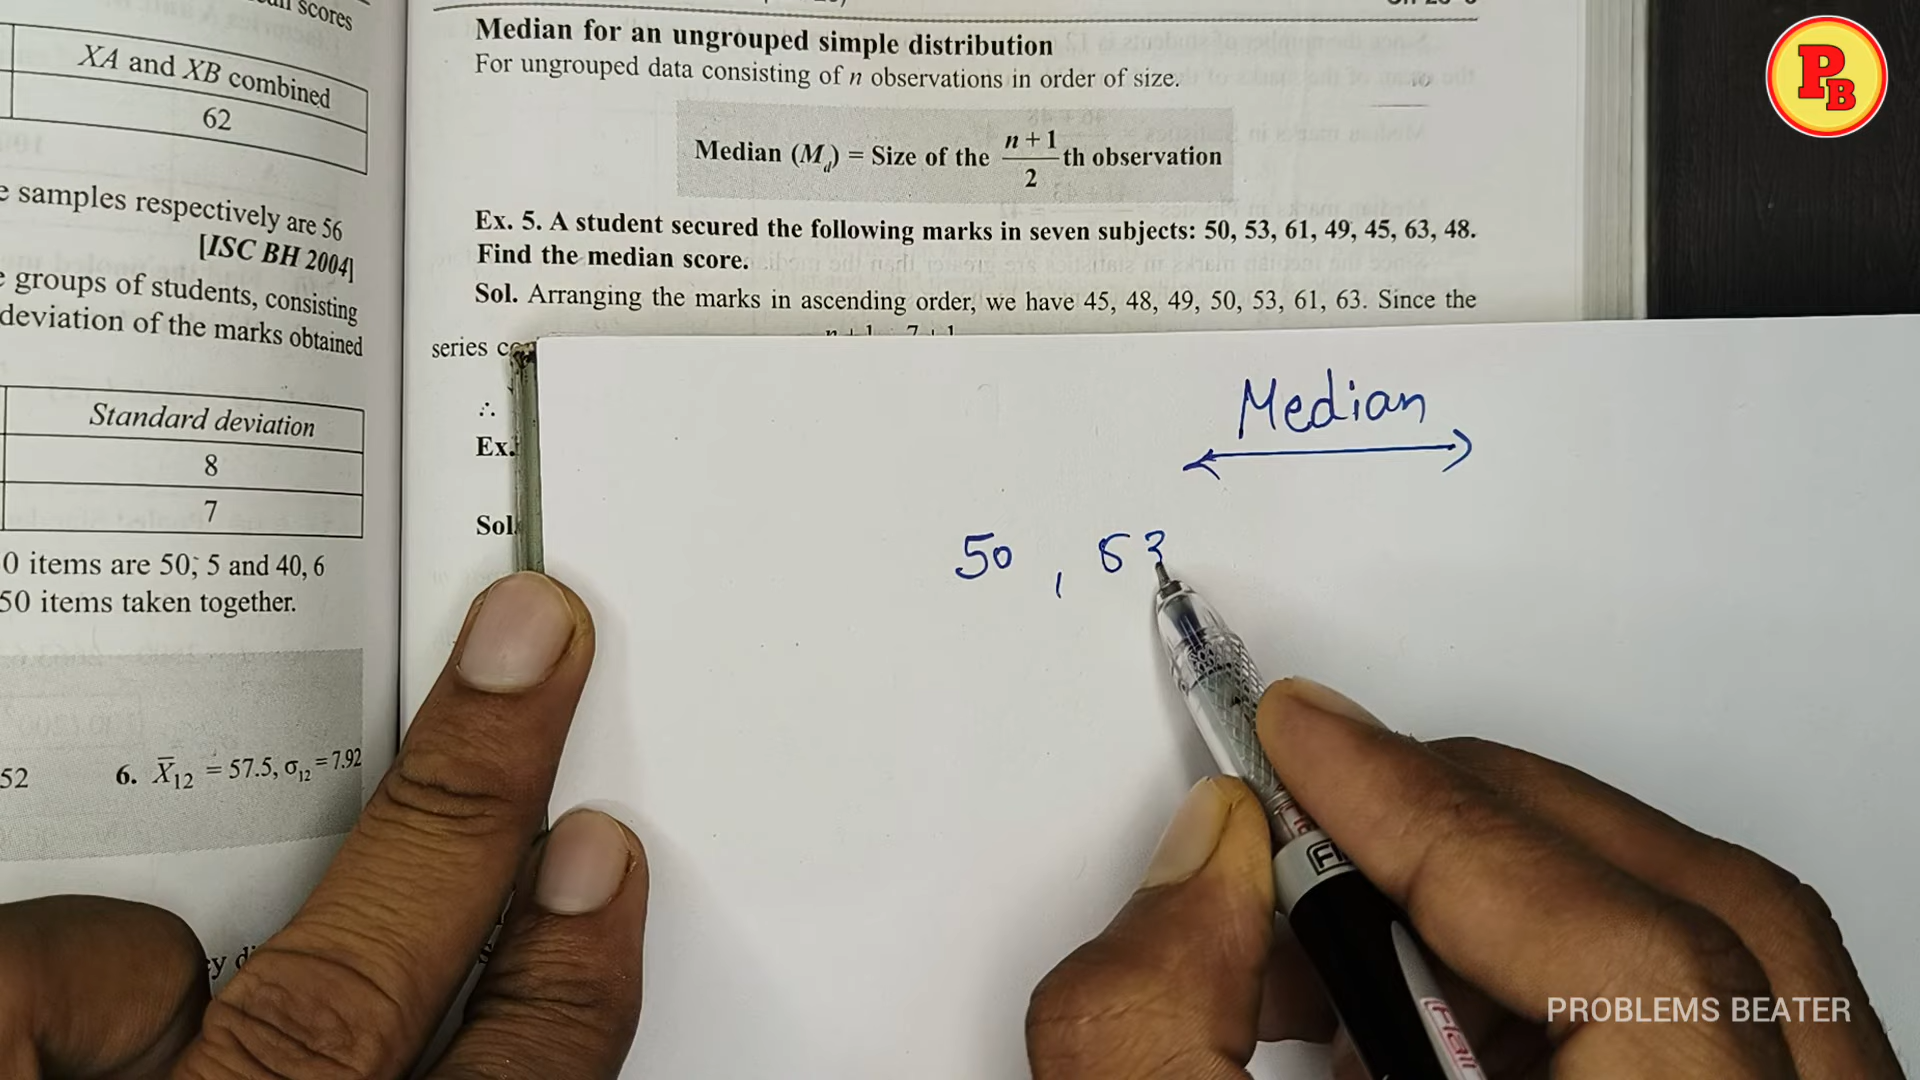 scores
XA and XB combined
62
samples respectively are 56
[ISC BH 2004]
groups of students, consisting
deviation of the marks obtained
Standard deviation
8
7
0 items are 50; 5 and 40, 6
50 items taken together.
52 6. X̅₁₂ = 57.5, σ₁₂ = 7.92
Median for an ungrouped simple distribution
For ungrouped data consisting of n observations in order of size.
Median (M_d) = Size of the (n + 1)/2 th observation
Ex. 5. A student secured the following marks in seven subjects: 50, 53, 61, 49, 45, 63, 48.
Find the median score.
Sol. Arranging the marks in ascending order, we have 45, 48, 49, 50, 53, 61, 63. Since the
n + 1 7 + 1
series
∴
Ex.
Sol.
Median
50 , 53
PB
Flair
PROBLEMS BEATER